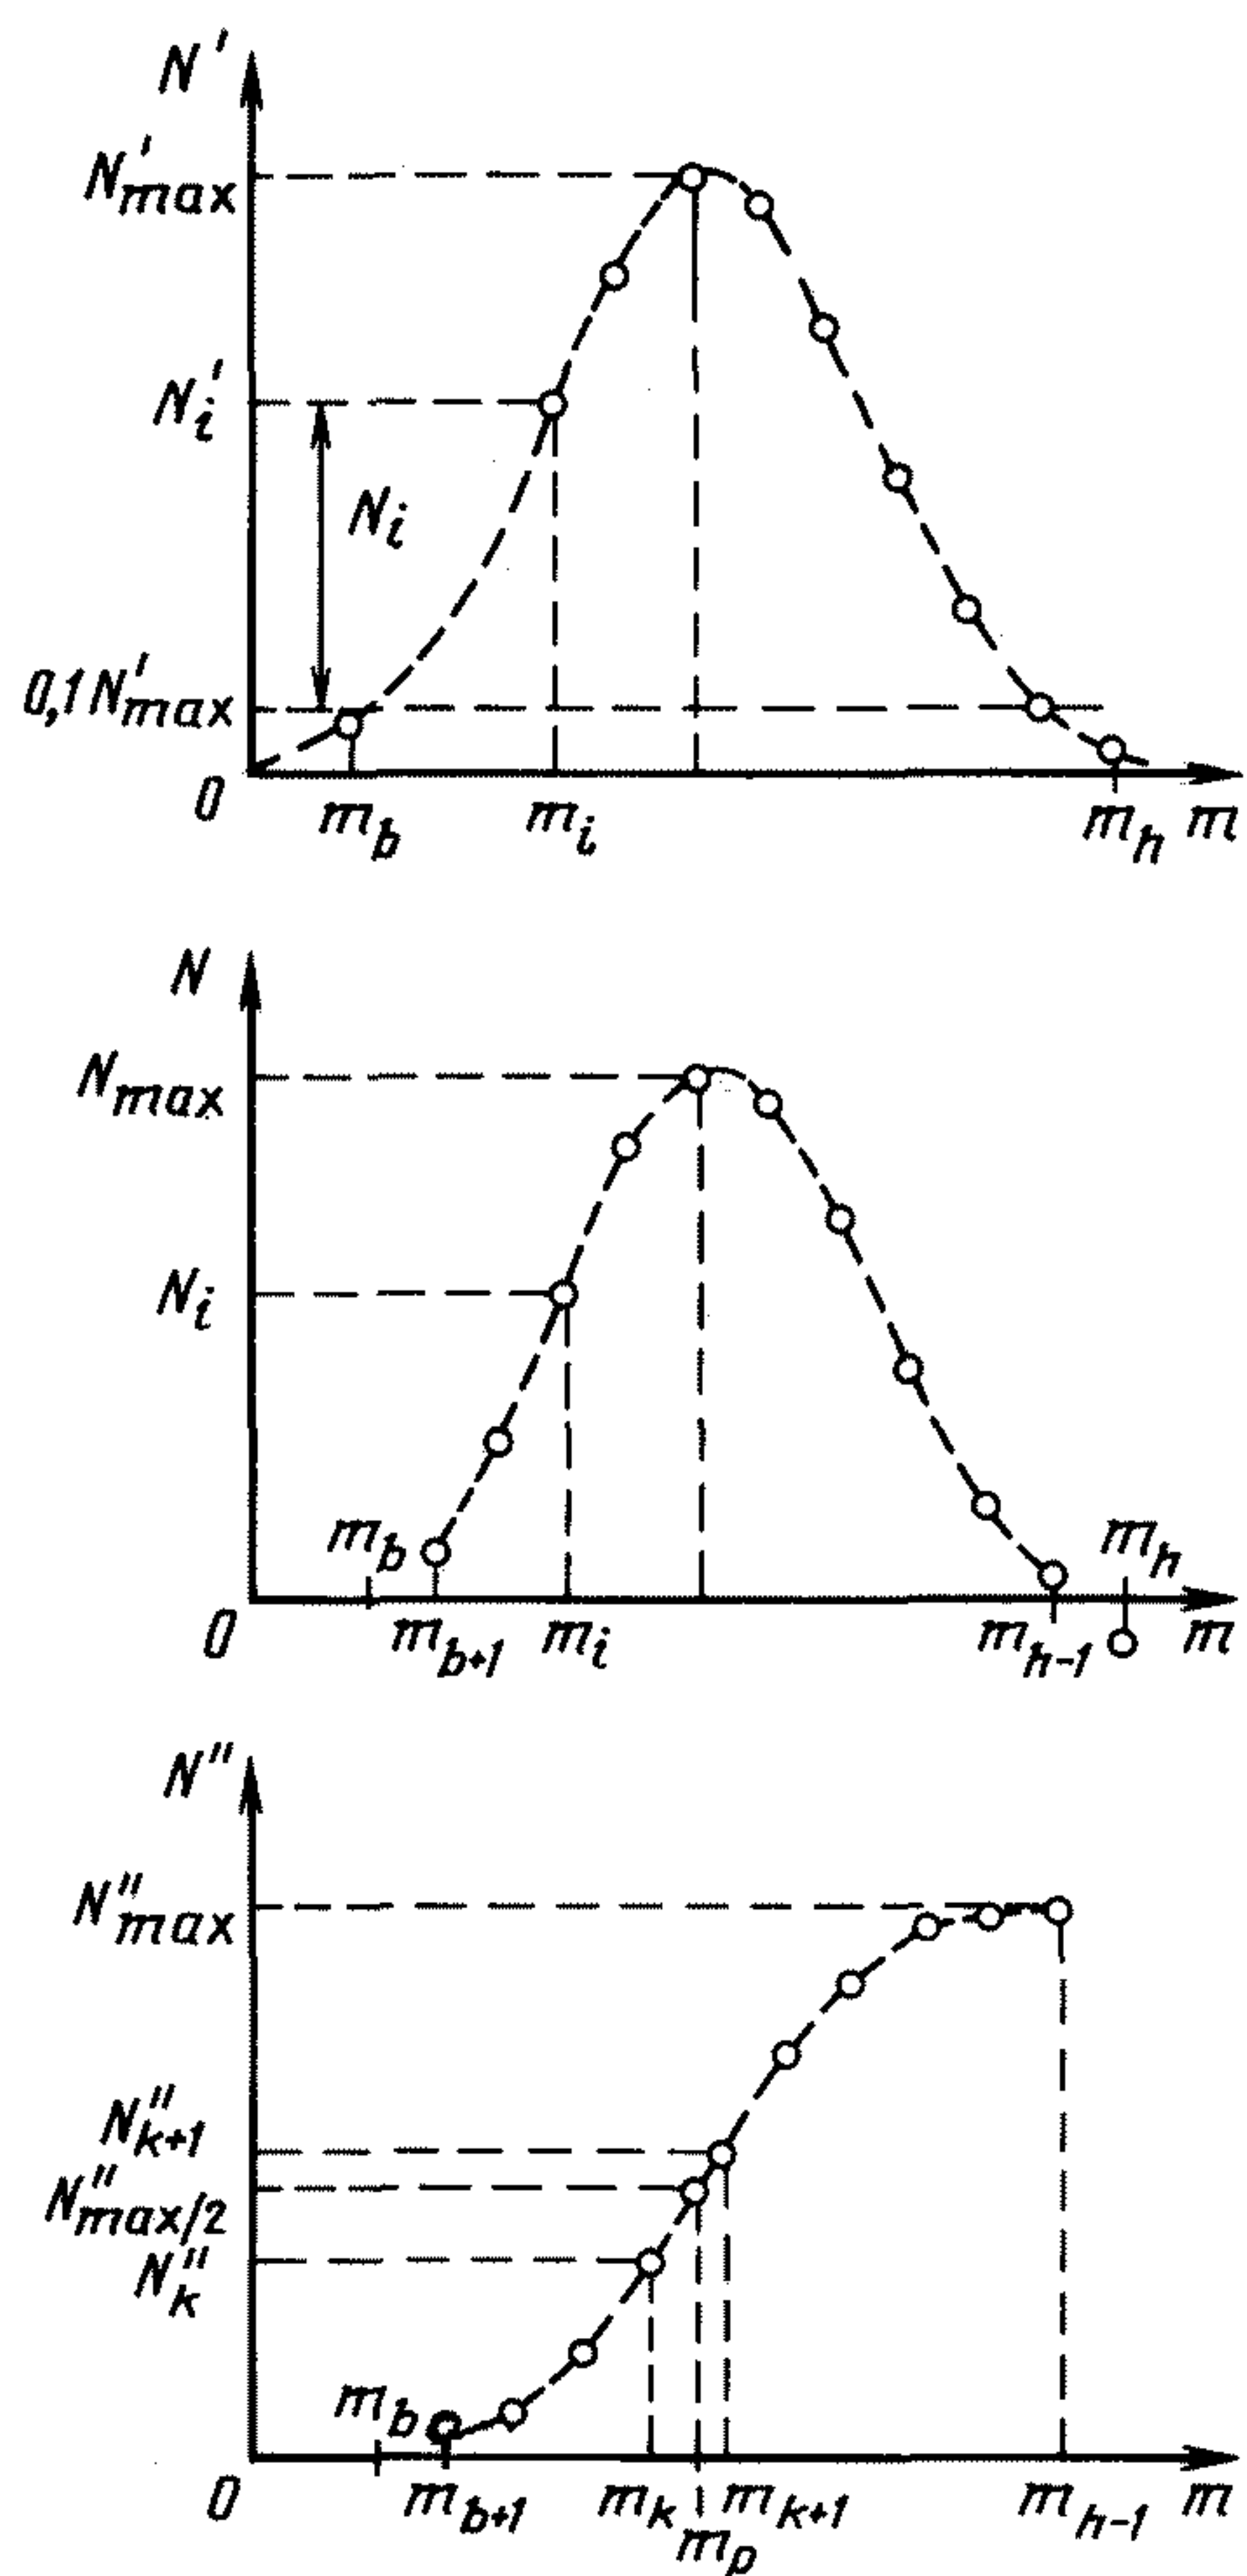 N'
N'max
N'i
Ni
0,1N'max
0 mb mi mh m
N
Nmax
Ni
mb mh
0 mb+1 mi mh-1 m
N''
N''max
N''k+1
N''max/2
N''k
mb
0 mb+1 mk mk+1 mh-1 m
mp